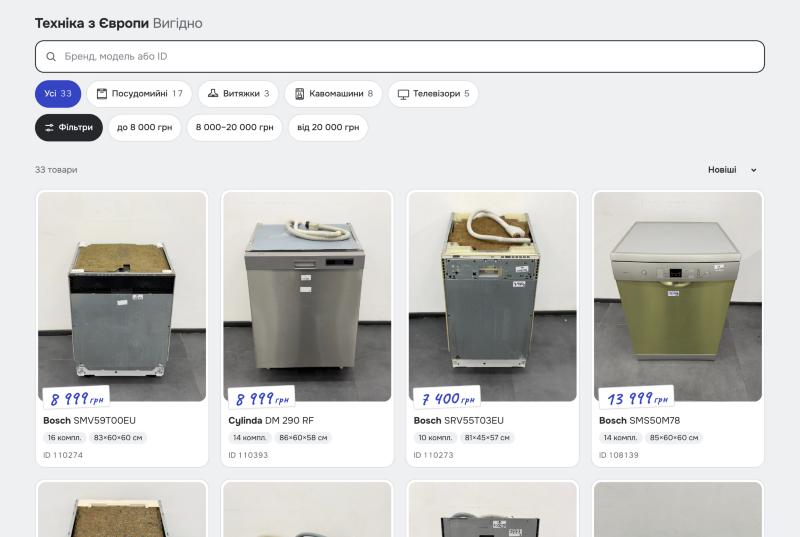 Техніка з Європи Вигідно
Бренд, модель або ID
Усі 33
Посудомийні 17
Витяжки 3
Кавомашини 8
Телевізори 5
Фільтри
до 8 000 грн
8 000–20 000 грн
від 20 000 грн
33 товари
Новіші
8 999 грн
Bosch SMV59T00EU
16 компл.
83×60×60 см
ID 110274
8 999 грн
Cylinda DM 290 RF
14 компл.
86×60×58 см
ID 110393
7 400 грн
Bosch SRV55T03EU
10 компл.
81×45×57 см
ID 110273
13 999 грн
Bosch SMS50M78
14 компл.
85×60×60 см
ID 108139